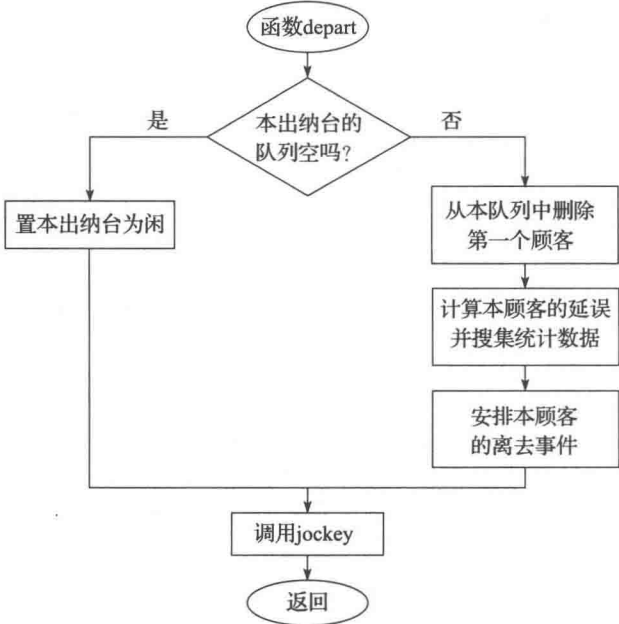 函数depart
本出纳台的
队列空吗？
是
否
置本出纳台为闲
从本队列中删除
第一个顾客
计算本顾客的延误
并搜集统计数据
安排本顾客
的离去事件
调用jockey
返回